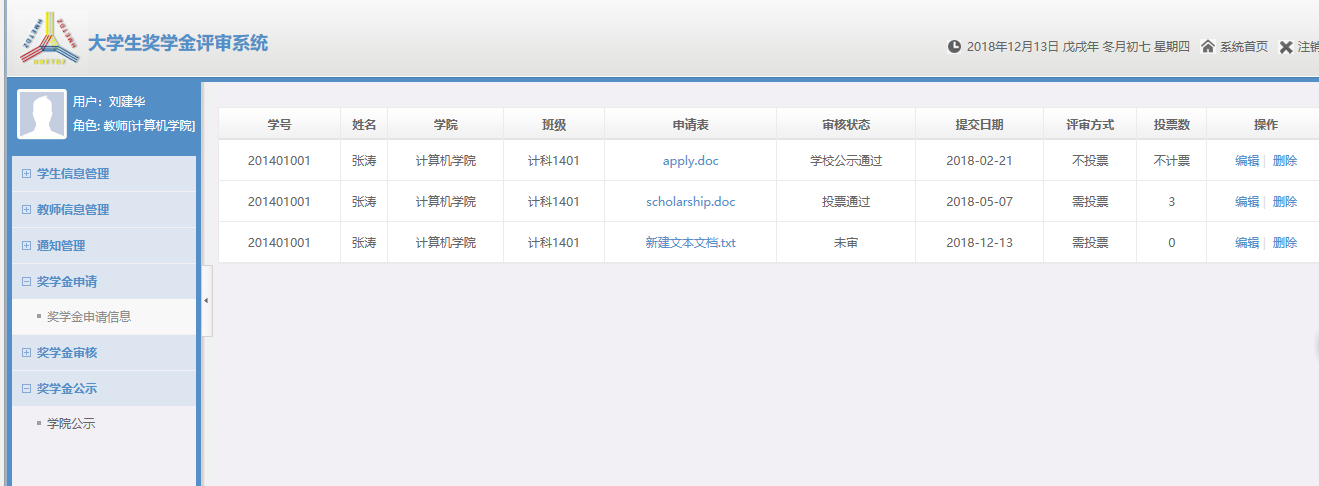 HMETDZ
HMETDZ
HMETDZ
大学生奖学金评审系统
2018年12月13日 戊戌年 冬月初七 星期四 系统首页 注销
用户：刘建华
角色: 教师[计算机学院]
学生信息管理
教师信息管理
通知管理
奖学金申请
奖学金申请信息
奖学金审核
奖学金公示
学院公示
学号 姓名 学院 班级 申请表 审核状态 提交日期 评审方式 投票数 操作
201401001 张涛 计算机学院 计科1401 apply.doc 学校公示通过 2018-02-21 不投票 不计票 编辑 | 删除
201401001 张涛 计算机学院 计科1401 scholarship.doc 投票通过 2018-05-07 需投票 3 编辑 | 删除
201401001 张涛 计算机学院 计科1401 新建文本文档.txt 未审 2018-12-13 需投票 0 编辑 | 删除